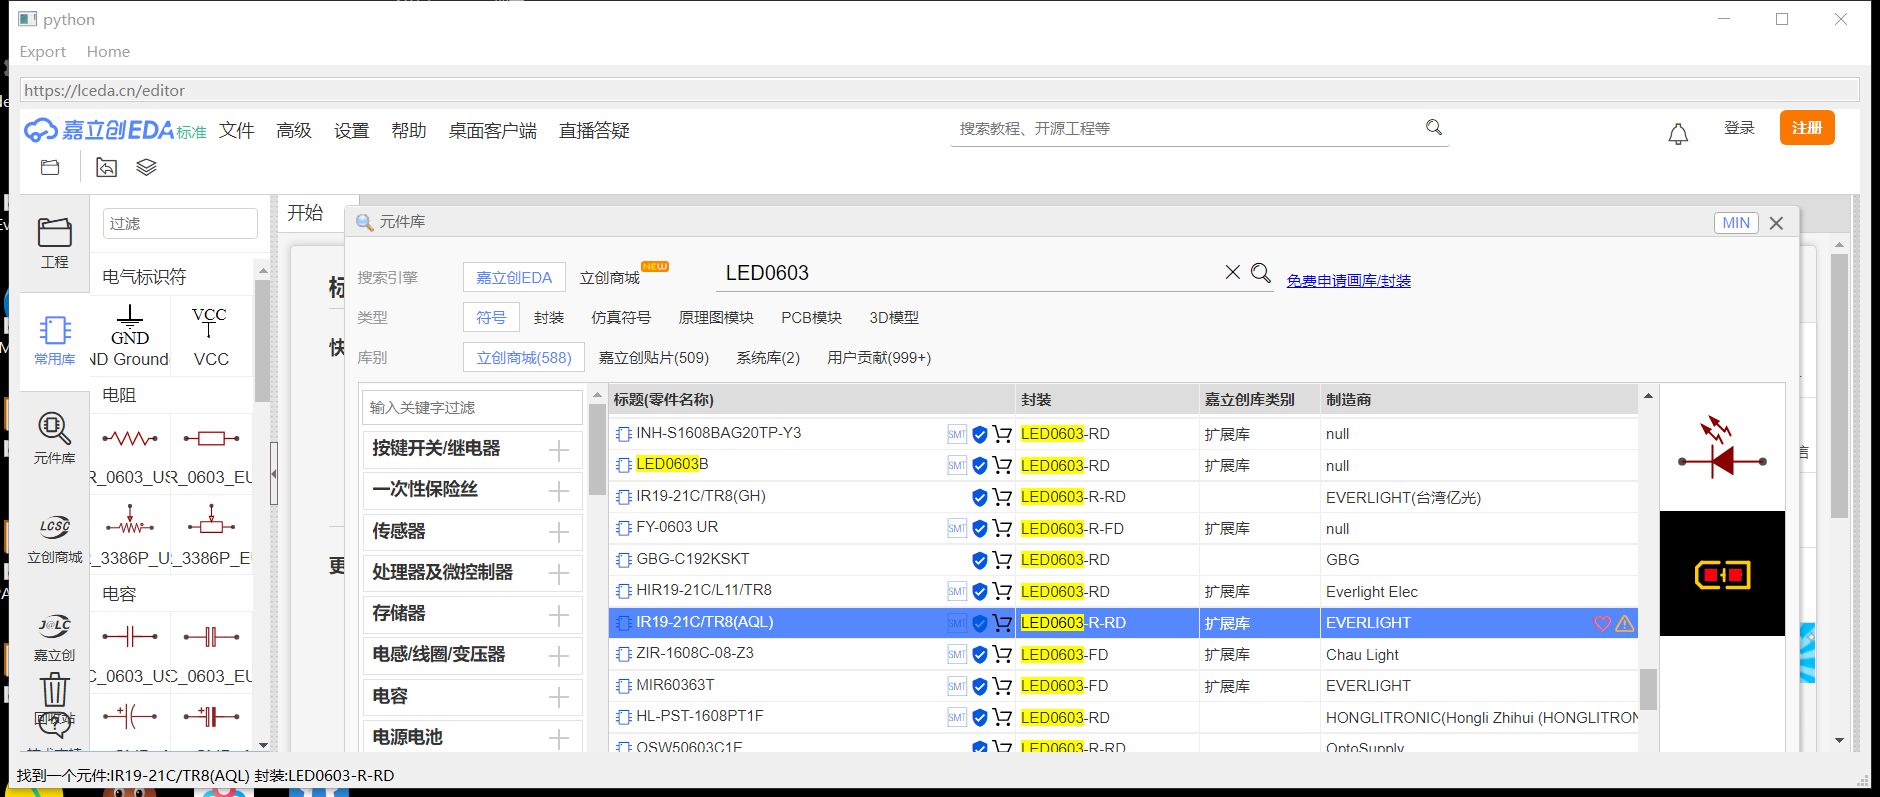 python
Export Home
https://lceda.cn/editor
嘉立创EDA 标准 文件 高级 设置 帮助 桌面客户端 直播答疑 搜索教程、开源工程等 登录 注册
开始
工程
常用库
元件库
LCSC
立创商城
J@LC
嘉立创
回收站
过滤
电气标识符
GND VCC
ND Ground VCC
电阻
R_0603_US R_0603_EU
_3386P_US _3386P_EU
电容
C_0603_US C_0603_EU
标
快
更
元件库 MIN
搜索引擎 嘉立创EDA 立创商城 NEW LED0603 免费申请画库/封装
类型 符号 封装 仿真符号 原理图模块 PCB模块 3D模型
库别 立创商城(588) 嘉立创贴片(509) 系统库(2) 用户贡献(999+)
输入关键字过滤
按键开关/继电器
一次性保险丝
传感器
处理器及微控制器
存储器
电感/线圈/变压器
电容
电源电池
标题(零件名称) 封装 嘉立创库类别 制造商
INH-S1608BAG20TP-Y3 SMT LED0603-RD 扩展库 null
LED0603B SMT LED0603-RD 扩展库 null
IR19-21C/TR8(GH) LED0603-R-RD EVERLIGHT(台湾亿光)
FY-0603 UR SMT LED0603-R-FD 扩展库 null
GBG-C192KSKT LED0603-RD GBG
HIR19-21C/L11/TR8 SMT LED0603-RD 扩展库 Everlight Elec
IR19-21C/TR8(AQL) SMT LED0603-R-RD 扩展库 EVERLIGHT
ZIR-1608C-08-Z3 SMT LED0603-FD 扩展库 Chau Light
MIR60363T SMT LED0603-FD 扩展库 EVERLIGHT
HL-PST-1608PT1F SMT LED0603-RD HONGLITRONIC(Hongli Zhihui (HONGLITRON
OSW50603C1E LED0603-R-RD OptoSupply
信
找到一个元件:IR19-21C/TR8(AQL) 封装:LED0603-R-RD